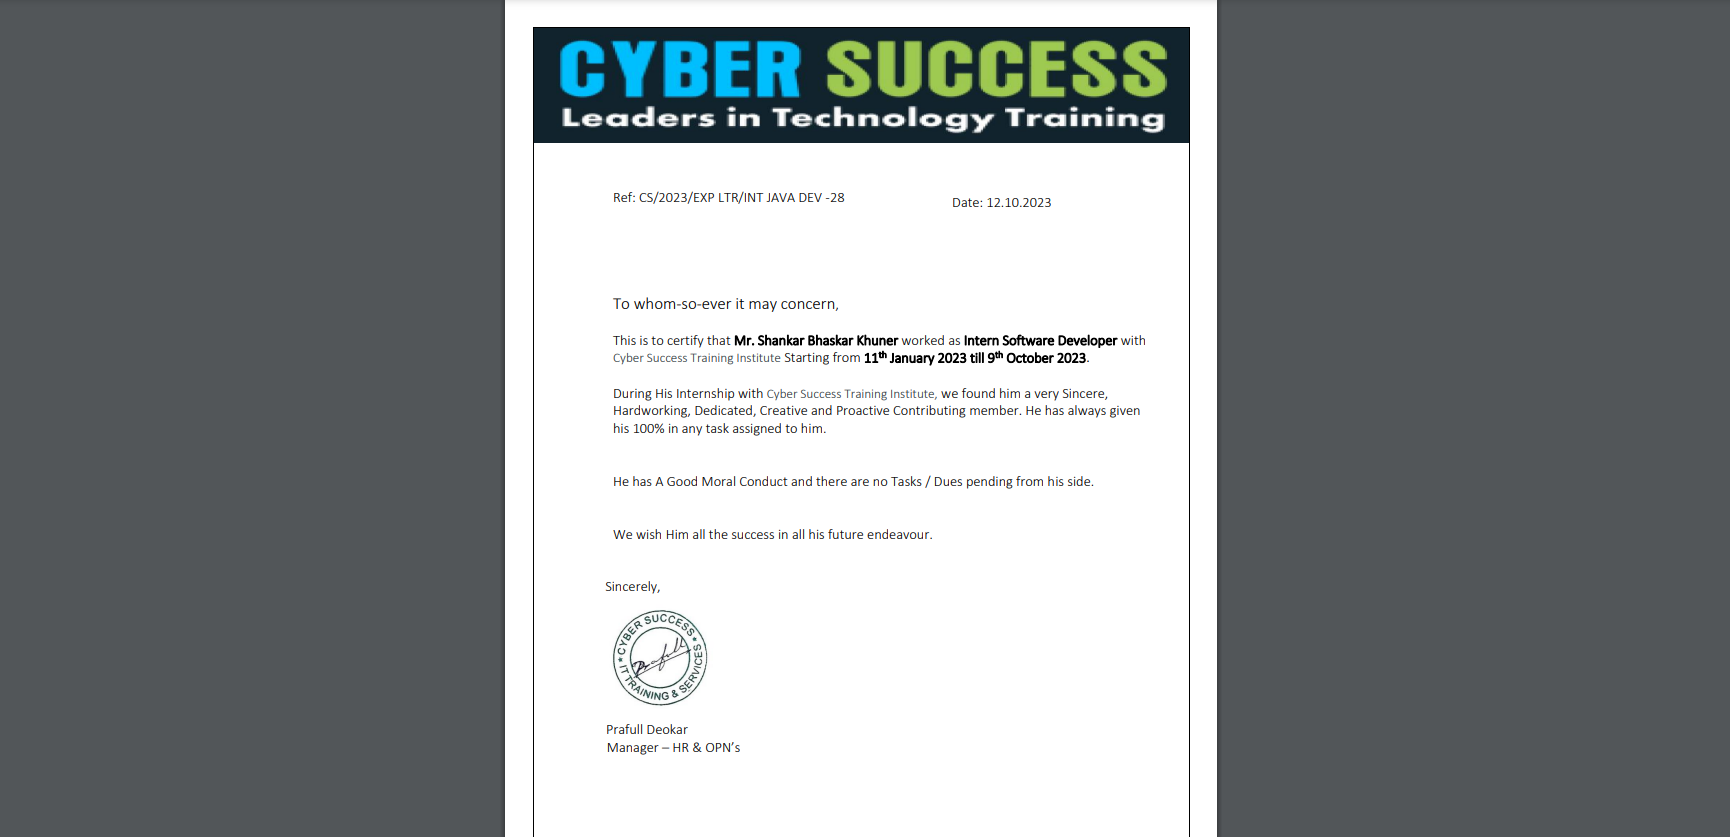 CYBER SUCCESS
Leaders in Technology Training
Ref: CS/2023/EXP LTR/INT JAVA DEV -28
Date: 12.10.2023
To whom-so-ever it may concern,
This is to certify that Mr. Shankar Bhaskar Khuner worked as Intern Software Developer with
Cyber Success Training Institute Starting from 11th January 2023 till 9th October 2023.
During His Internship with Cyber Success Training Institute, we found him a very Sincere,
Hardworking, Dedicated, Creative and Proactive Contributing member. He has always given
his 100% in any task assigned to him.
He has A Good Moral Conduct and there are no Tasks / Dues pending from his side.
We wish Him all the success in all his future endeavour.
Sincerely,
CYBER SUCCESS
Prafull
IT TRAINING & SERVICES
Prafull Deokar
Manager – HR & OPN’s